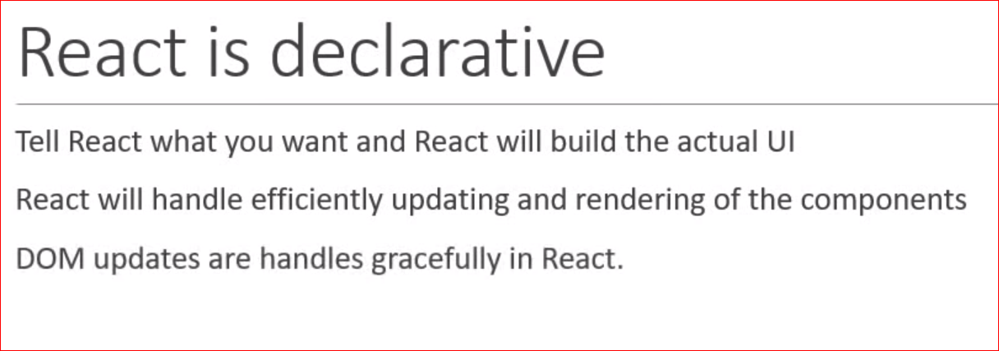 React is declarative
Tell React what you want and React will build the actual UI
React will handle efficiently updating and rendering of the components
DOM updates are handles gracefully in React.